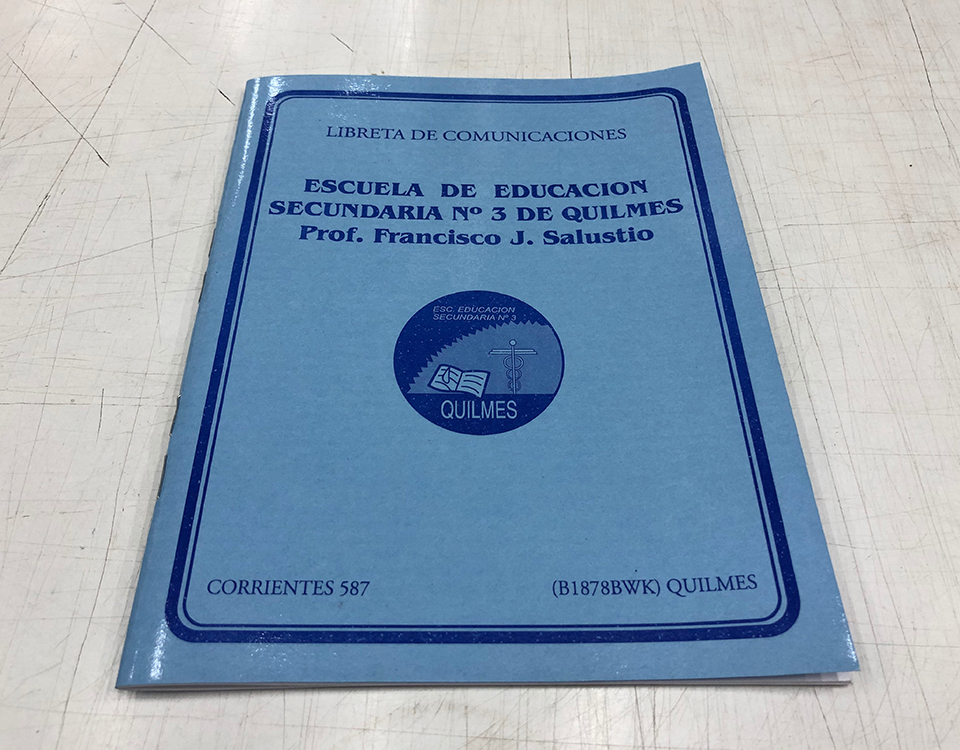 LIBRETA DE COMUNICACIONES
ESCUELA DE EDUCACION
SECUNDARIA Nº 3 DE QUILMES
Prof. Francisco J. Salustio
ESC. EDUCACION
SECUNDARIA Nº 3
QUILMES
CORRIENTES 587 (B1878BWK) QUILMES